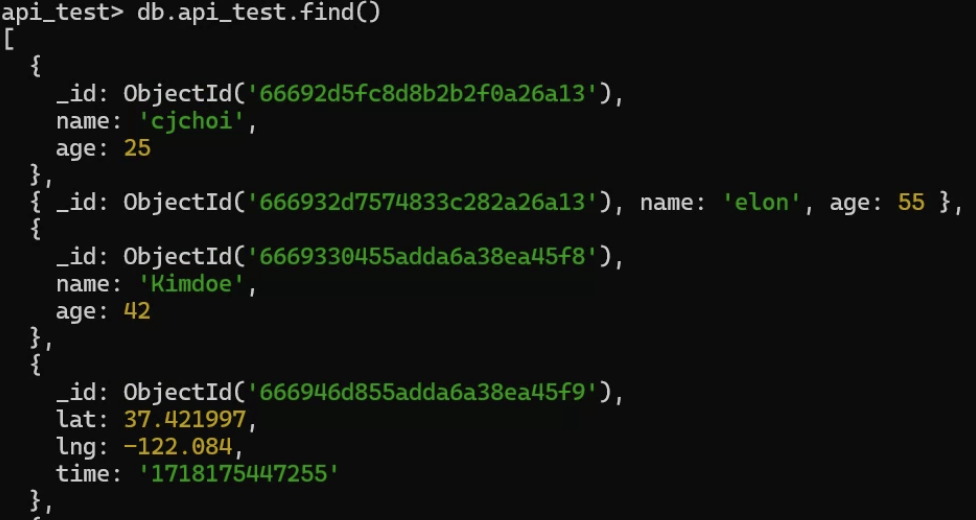 api_test> db.api_test.find()
[
  {
    _id: ObjectId('66692d5fc8d8b2b2f0a26a13'),
    name: 'cjchoi',
    age: 25
  },
  { _id: ObjectId('666932d7574833c282a26a13'), name: 'elon', age: 55 },
  {
    _id: ObjectId('6669330455adda6a38ea45f8'),
    name: 'Kimdoe',
    age: 42
  },
  {
    _id: ObjectId('666946d855adda6a38ea45f9'),
    lat: 37.421997,
    lng: -122.084,
    time: '1718175447255'
  },
  {